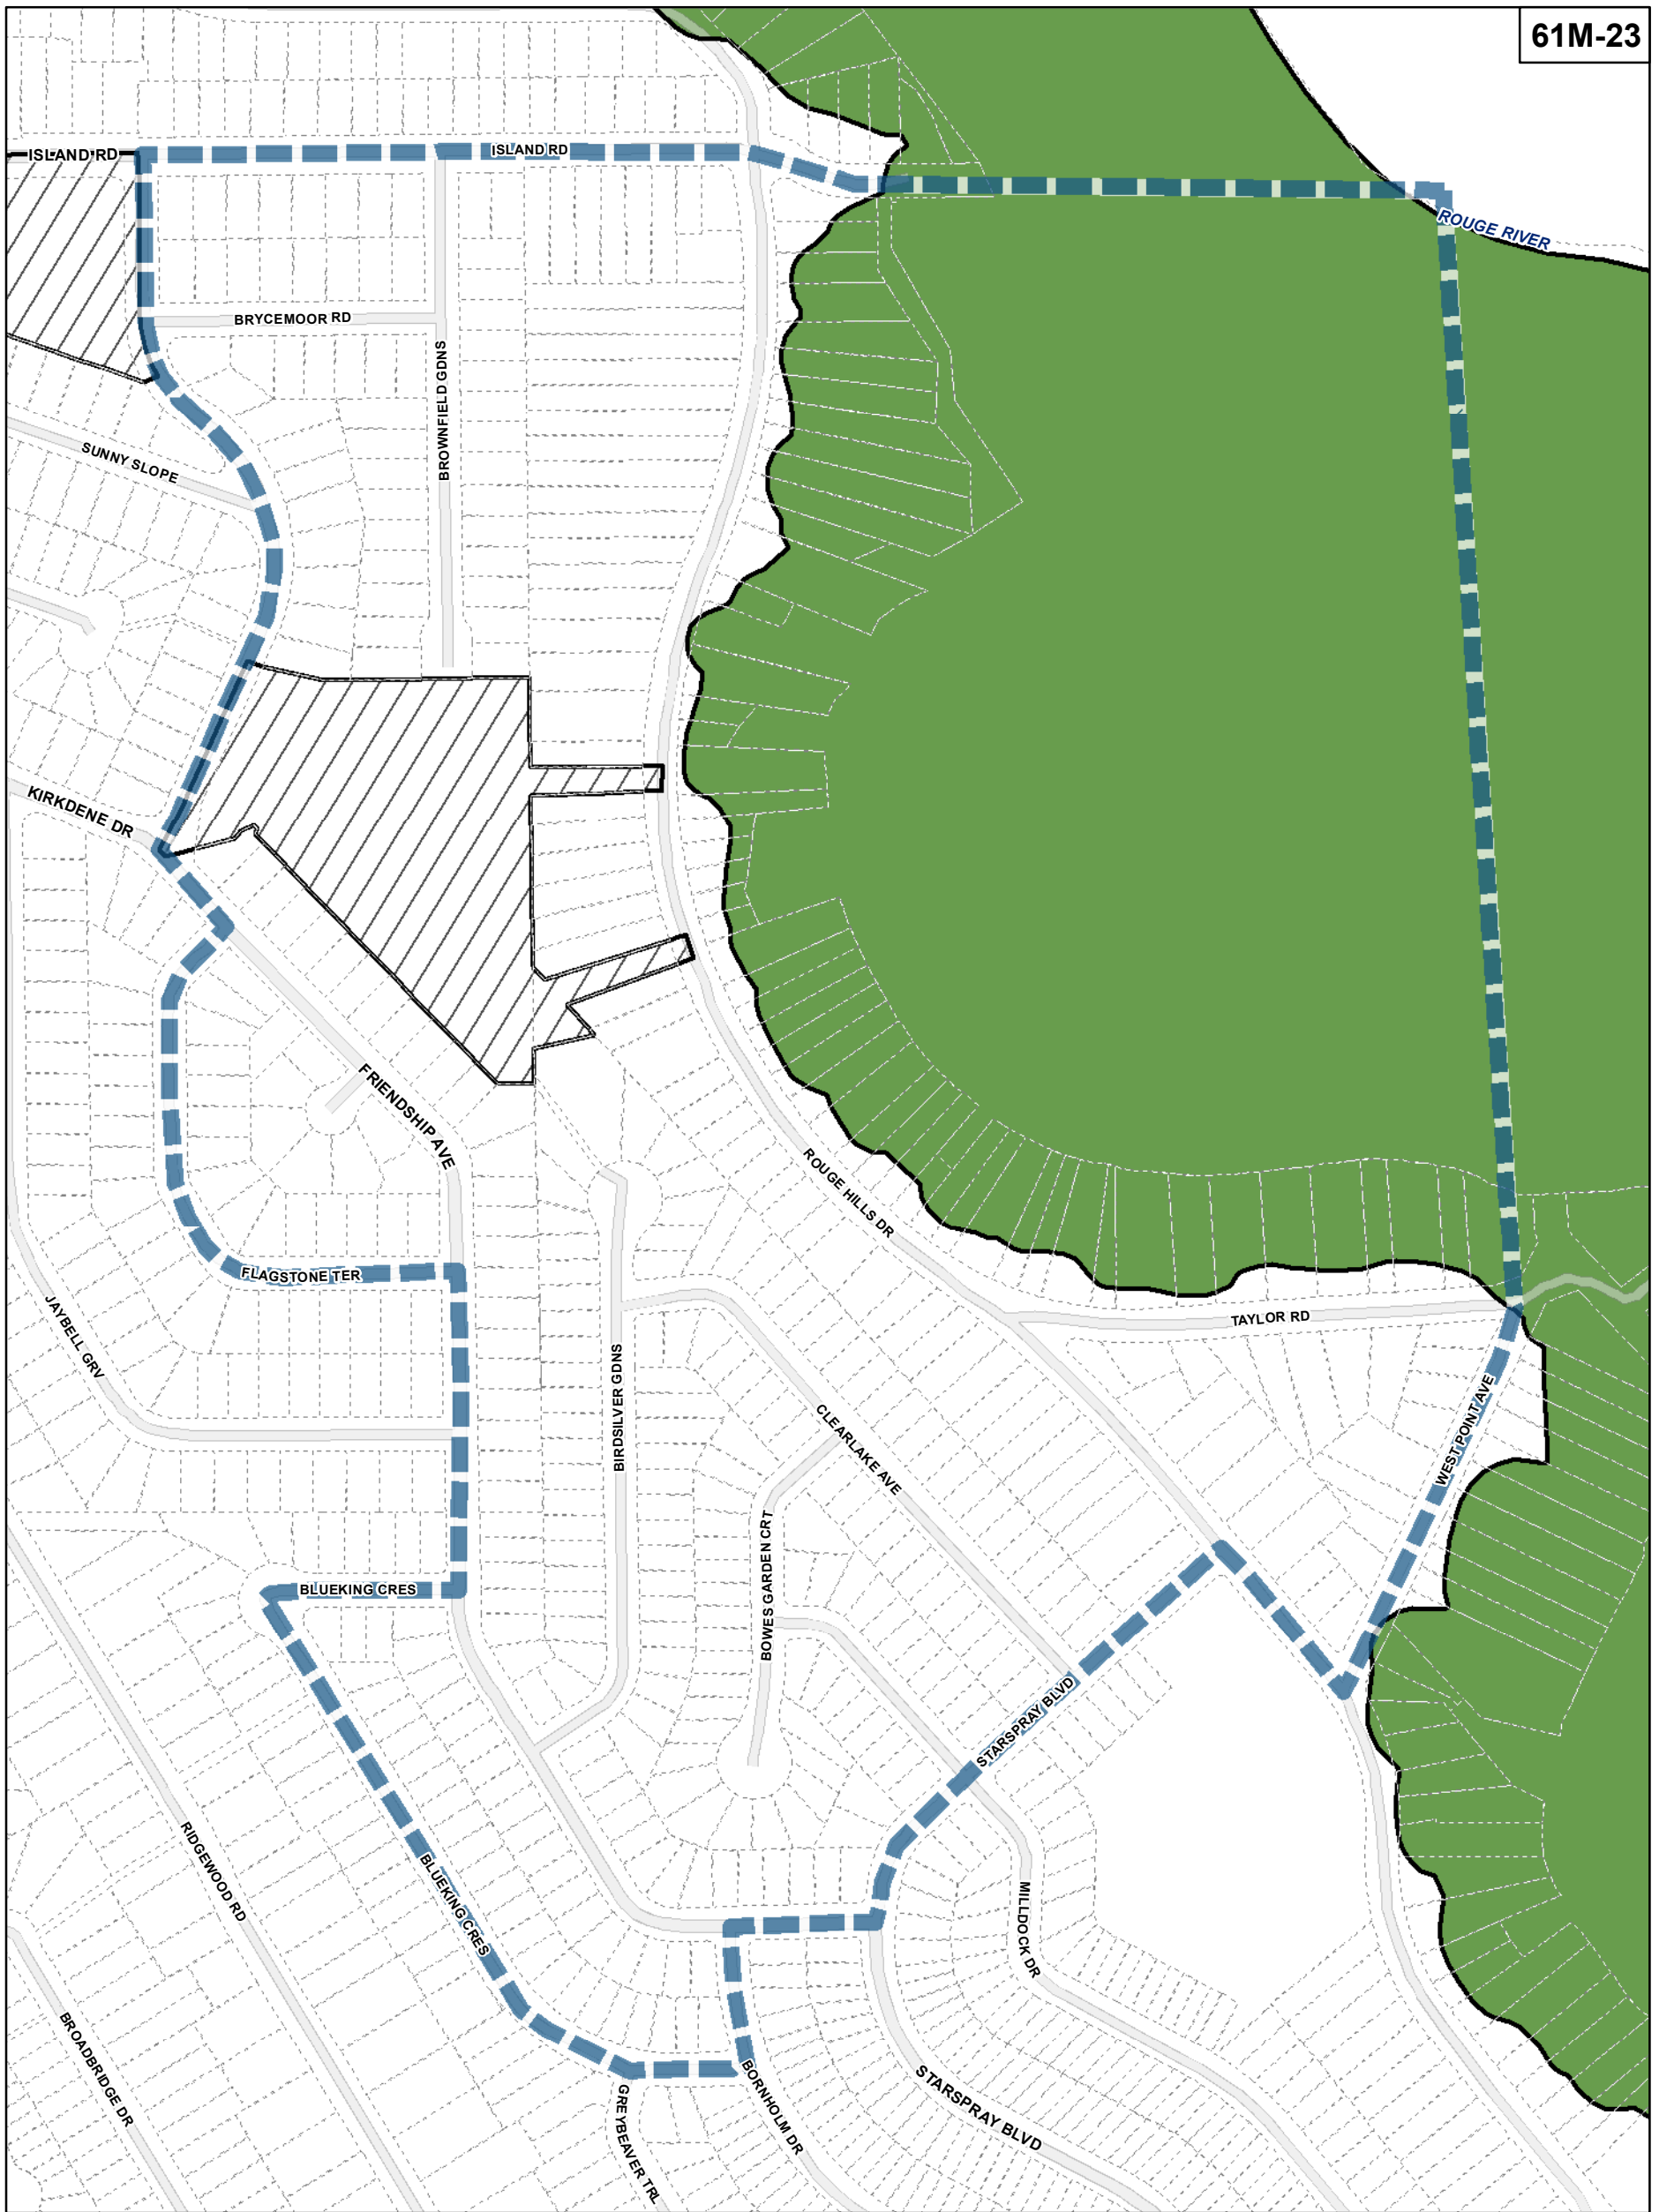 61M-23
ISLAND RD
ISLAND RD
ROUGE RIVER
BRYCEMOOR RD
BROWNFIELD GDNS
SUNNY SLOPE
KIRKDENE DR
FRIENDSHIP AVE
ROUGE HILLS DR
FLAGSTONE TER
TAYLOR RD
JAYBELL GRV
BIRDSILVER GDNS
CLEARLAKE AVE
WEST POINT AVE
BOWES GARDEN CRT
BLUEKING CRES
STARSPRAY BLVD
RIDGEWOOD RD
BLUEKING CRES
MILLDOCK DR
BROADBRIDGE DR
GREYBEAVER TRL
BORNHOLM DR
STARSPRAY BLVD